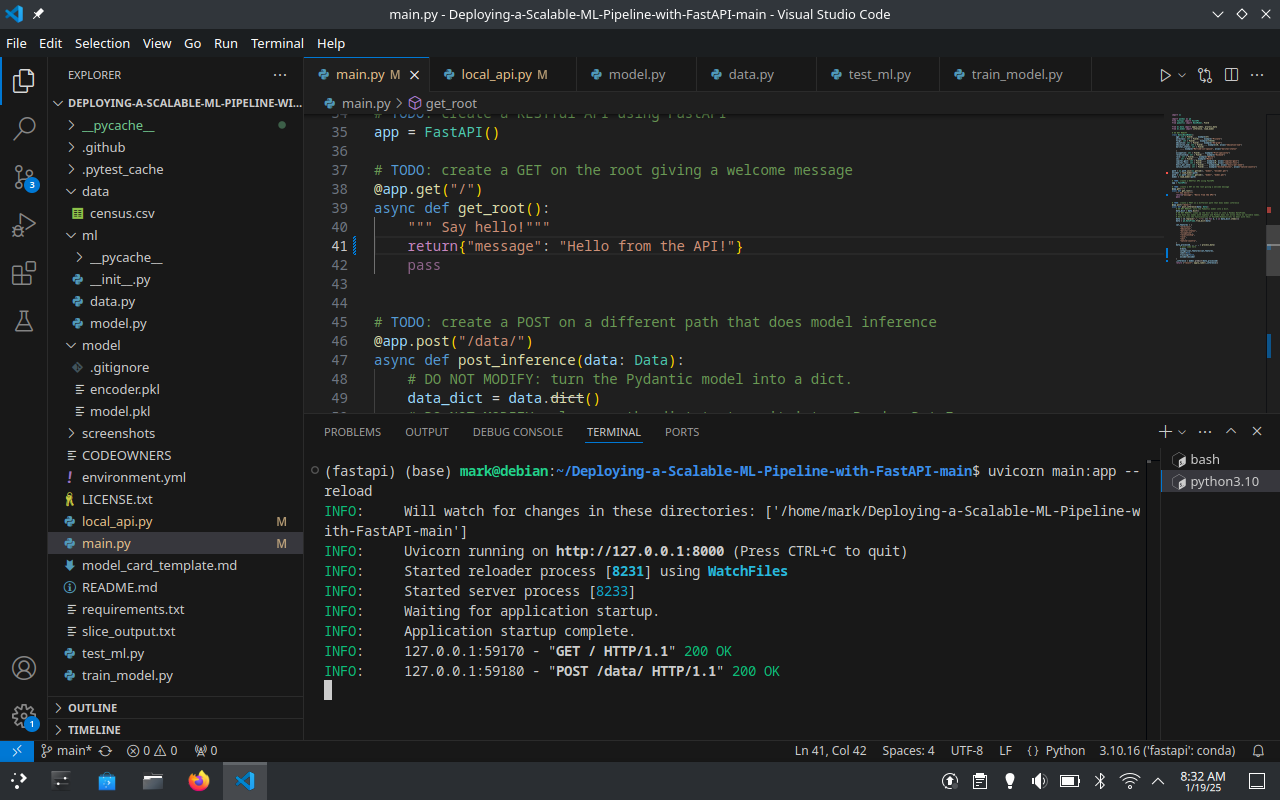 main.py - Deploying-a-Scalable-ML-Pipeline-with-FastAPI-main - Visual Studio Code
File Edit Selection View Go Run Terminal Help
EXPLORER
DEPLOYING-A-SCALABLE-ML-PIPELINE-WI...
__pycache__
.github
.pytest_cache
data
census.csv
ml
__pycache__
__init__.py
data.py
model.py
model
.gitignore
encoder.pkl
model.pkl
screenshots
CODEOWNERS
environment.yml
LICENSE.txt
local_api.py M
main.py M
model_card_template.md
README.md
requirements.txt
slice_output.txt
test_ml.py
train_model.py
OUTLINE
TIMELINE
3
1
main.py M local_api.py M model.py data.py test_ml.py train_model.py
main.py > get_root
34 # TODO: create a RESTful API using FastAPI
35 app = FastAPI()
36
37 # TODO: create a GET on the root giving a welcome message
38 @app.get("/")
39 async def get_root():
40 """ Say hello!"""
41 return{"message": "Hello from the API!"}
42 pass
43
44
45 # TODO: create a POST on a different path that does model inference
46 @app.post("/data/")
47 async def post_inference(data: Data):
48 # DO NOT MODIFY: turn the Pydantic model into a dict.
49 data_dict = data.dict()
PROBLEMS OUTPUT DEBUG CONSOLE TERMINAL PORTS
(fastapi) (base) mark@debian:~/Deploying-a-Scalable-ML-Pipeline-with-FastAPI-main$ uvicorn main:app --
reload
INFO: Will watch for changes in these directories: ['/home/mark/Deploying-a-Scalable-ML-Pipeline-w
ith-FastAPI-main']
INFO: Uvicorn running on http://127.0.0.1:8000 (Press CTRL+C to quit)
INFO: Started reloader process [8231] using WatchFiles
INFO: Started server process [8233]
INFO: Waiting for application startup.
INFO: Application startup complete.
INFO: 127.0.0.1:59170 - "GET / HTTP/1.1" 200 OK
INFO: 127.0.0.1:59180 - "POST /data/ HTTP/1.1" 200 OK
bash
python3.10
main* 0 0 0 Ln 41, Col 42 Spaces: 4 UTF-8 LF {} Python 3.10.16 ('fastapi': conda)
8:32 AM
1/19/25